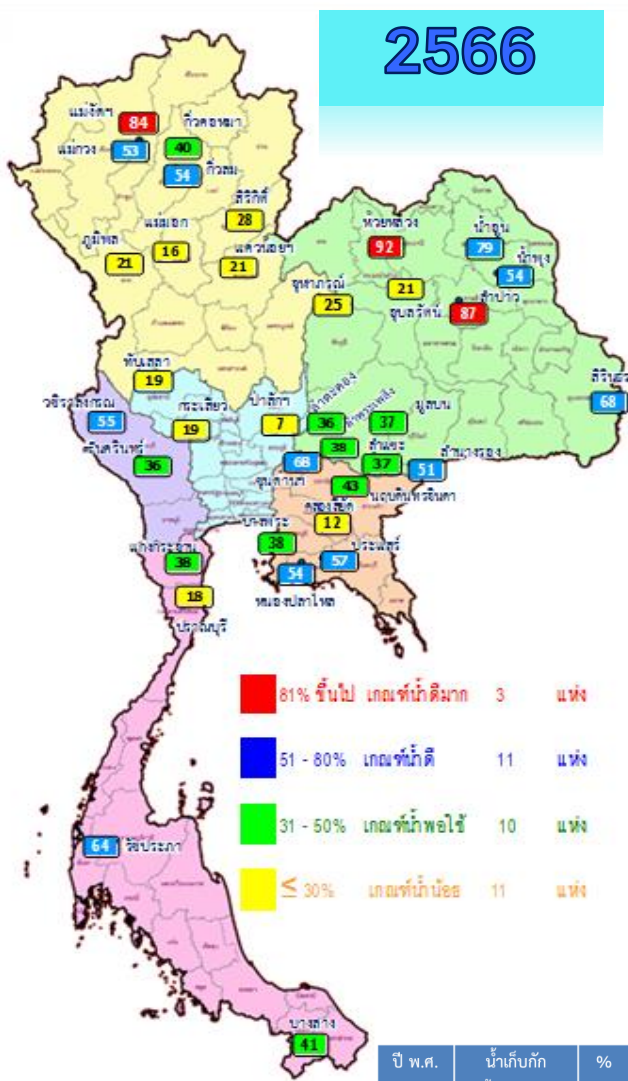 2566
แม่งัดฯ
84
กิ่วคอหมา
แม่กวง
53
40
กิ่วลม
54
สิริกิติ์
28
แม่มอก
16
ภูมิพล
21
แควน้อยฯ
21
ห้วยหลวง
92
น้ำอูน
79
น้ำพุง
54
จุฬาภรณ์
25
21
อุบลรัตน์
ลำปาว
87
ทับเสลา
19
สิรินธร
68
วชิราลงกรณ
55
กระเสียว
19
ป่าสักฯ
7
ลำตะคอง
36
ลำพระเพลิง
38
มูลบน
37
ลำแชะ
37
ลำนางรอง
51
ศรีนครินทร์
36
68
ขุนด่านฯ
43
นฤบดินทรจินดา
คลองสียัด
12
บางพระ
38
ประแสร์
57
54
หนองปลาไหล
แก่งกระจาน
38
18
ปราณบุรี
81% ขึ้นไป เกณฑ์น้ำดีมาก 3 แห่ง
51 - 80% เกณฑ์น้ำดี 11 แห่ง
31 - 50% เกณฑ์น้ำพอใช้ 10 แห่ง
≤ 30% เกณฑ์น้ำน้อย 11 แห่ง
64 รัชประภา
บางลาง
41
ปี พ.ศ. น้ำเก็บกัก %